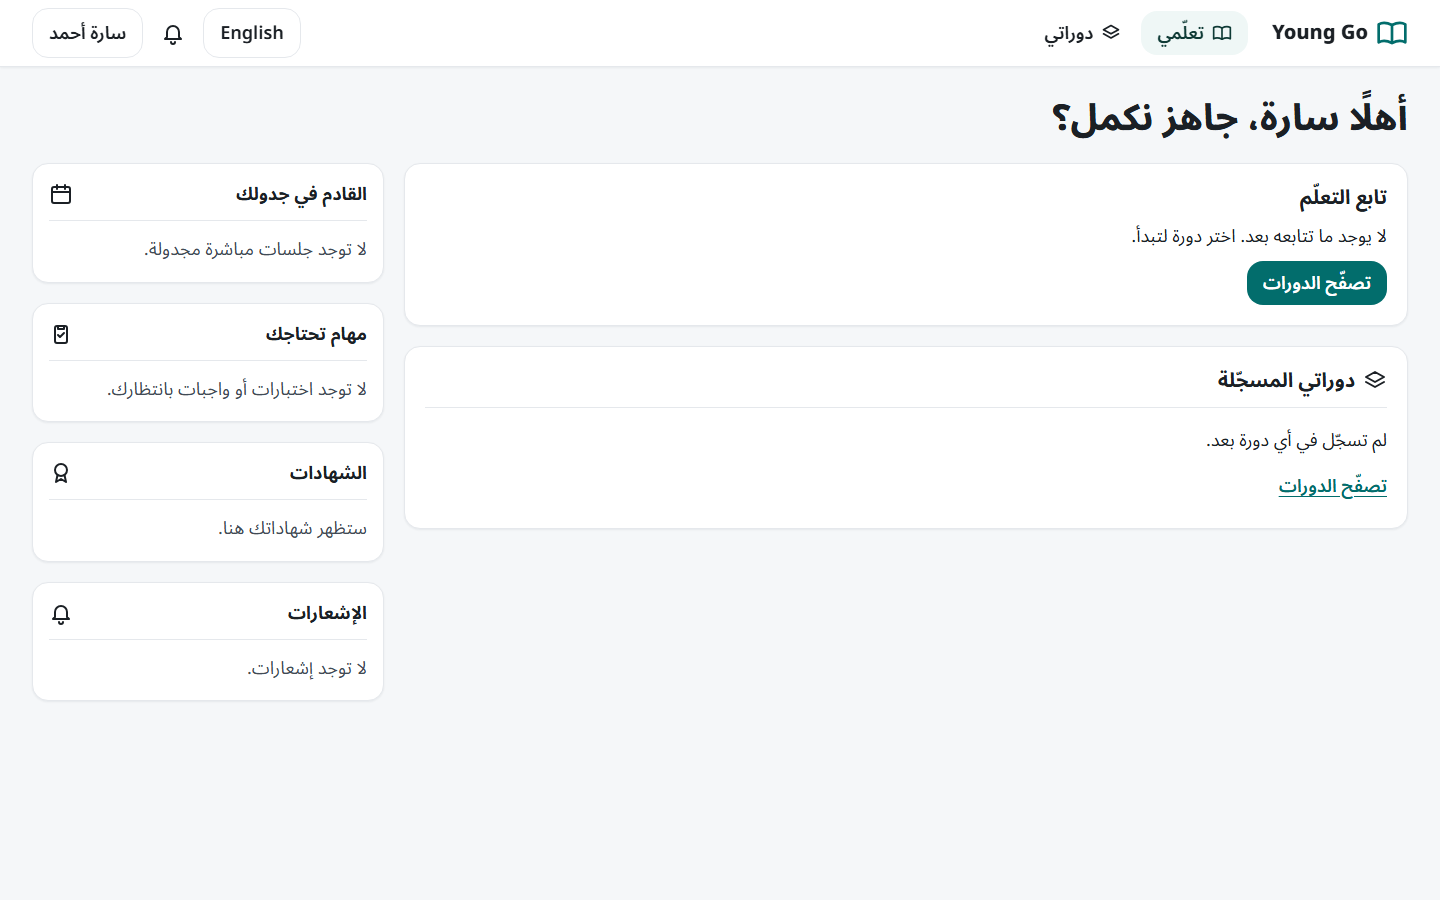 Young Go
تعلّمي
دوراتي
English
سارة أحمد
أهلًا سارة، جاهز نكمل؟
تابع التعلّم
لا يوجد ما تتابعه بعد. اختر دورة لتبدأ.
تصفّح الدورات
دوراتي المسجّلة
لم تسجّل في أي دورة بعد.
تصفّح الدورات
القادم في جدولك
لا توجد جلسات مباشرة مجدولة.
مهام تحتاجك
لا توجد اختبارات أو واجبات بانتظارك.
الشهادات
ستظهر شهاداتك هنا.
الإشعارات
لا توجد إشعارات.